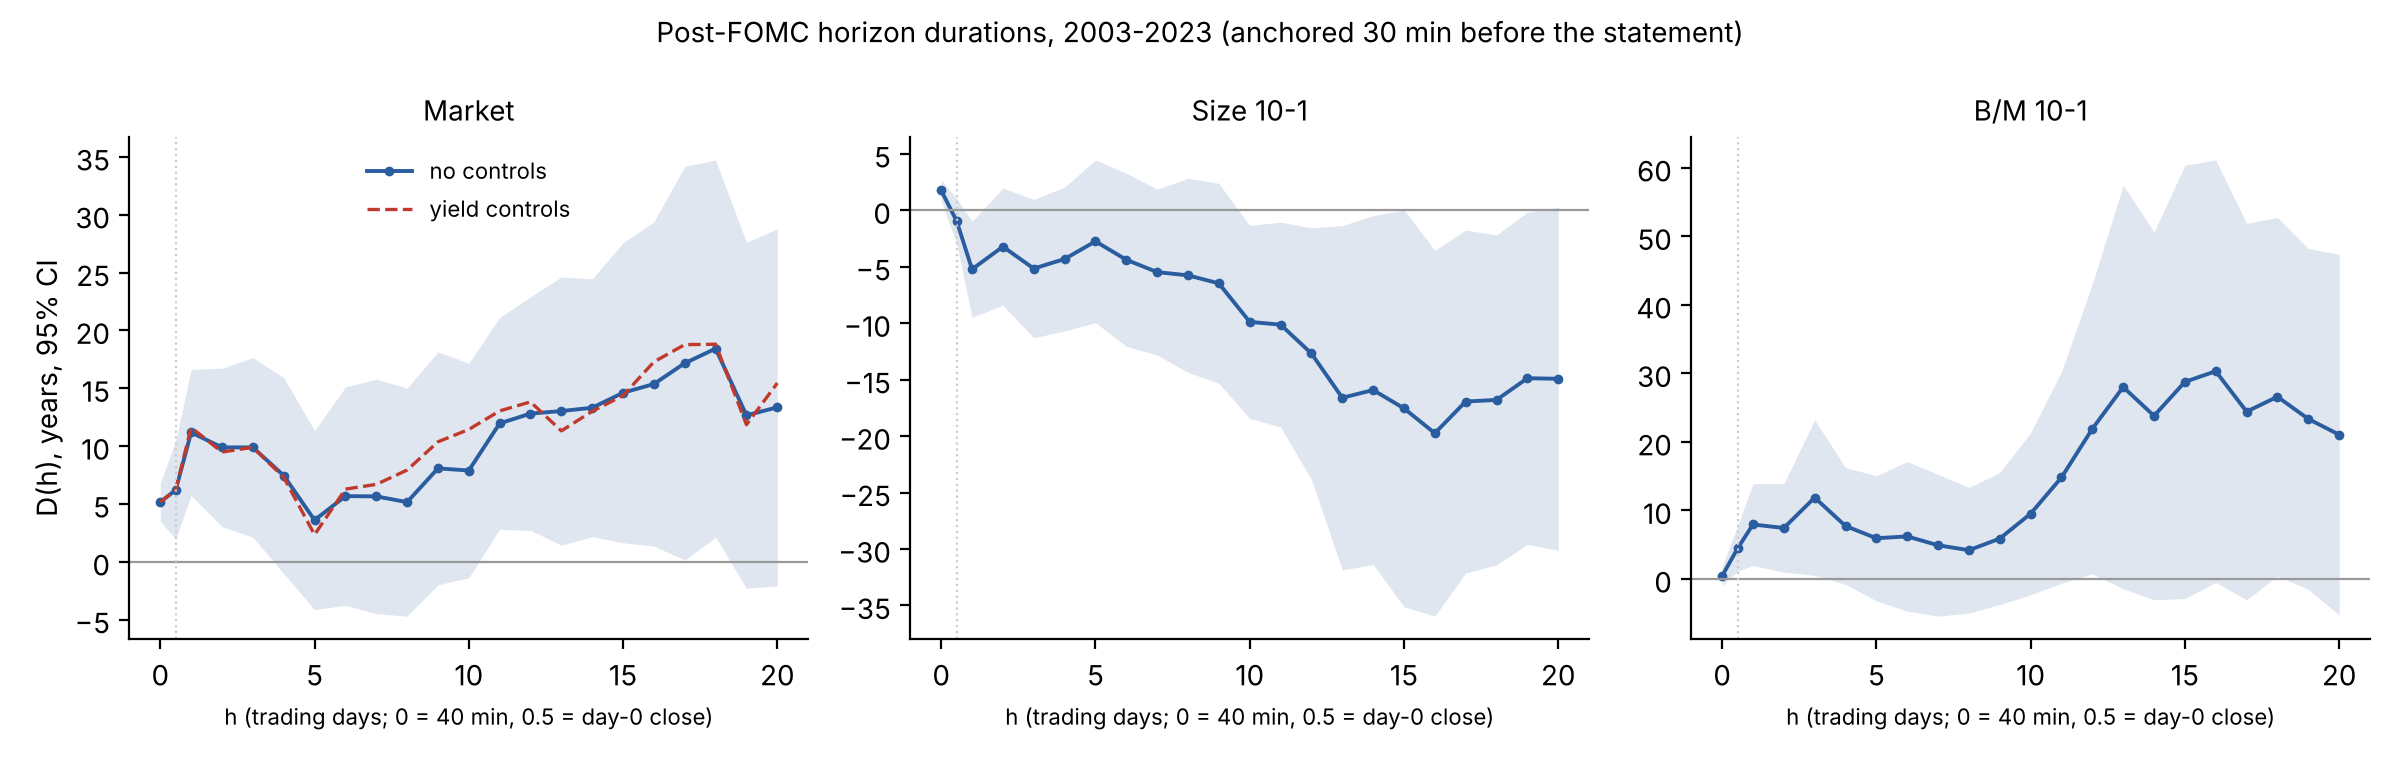 Post-FOMC horizon durations, 2003-2023 (anchored 30 min before the statement)
Market
D(h), years, 95% CI
35
30
25
20
15
10
5
0
−5
no controls
yield controls
0 5 10 15 20
h (trading days; 0 = 40 min, 0.5 = day-0 close)
Size 10-1
5
0
−5
−10
−15
−20
−25
−30
−35
0 5 10 15 20
h (trading days; 0 = 40 min, 0.5 = day-0 close)
B/M 10-1
60
50
40
30
20
10
0
0 5 10 15 20
h (trading days; 0 = 40 min, 0.5 = day-0 close)